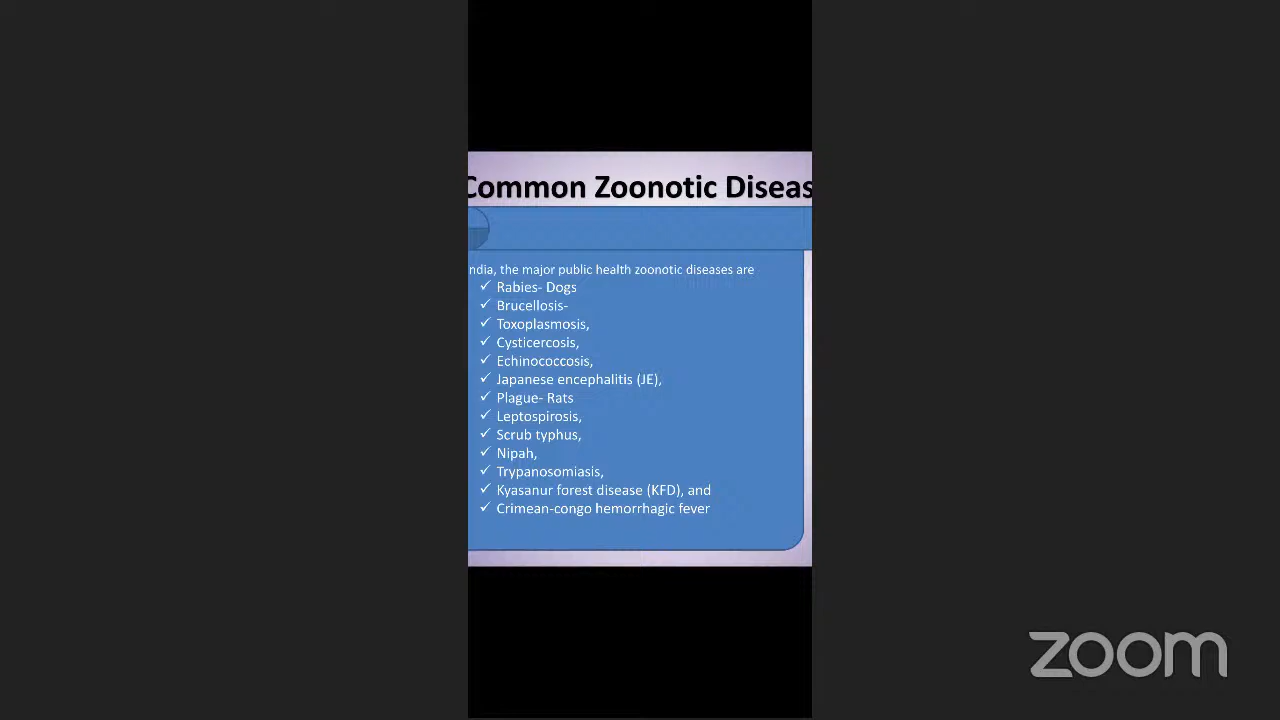 Common Zoonotic Diseas
ndia, the major public health zoonotic diseases are
✓ Rabies- Dogs
✓ Brucellosis-
✓ Toxoplasmosis,
✓ Cysticercosis,
✓ Echinococcosis,
✓ Japanese encephalitis (JE),
✓ Plague- Rats
✓ Leptospirosis,
✓ Scrub typhus,
✓ Nipah,
✓ Trypanosomiasis,
✓ Kyasanur forest disease (KFD), and
✓ Crimean-congo hemorrhagic fever
zoom